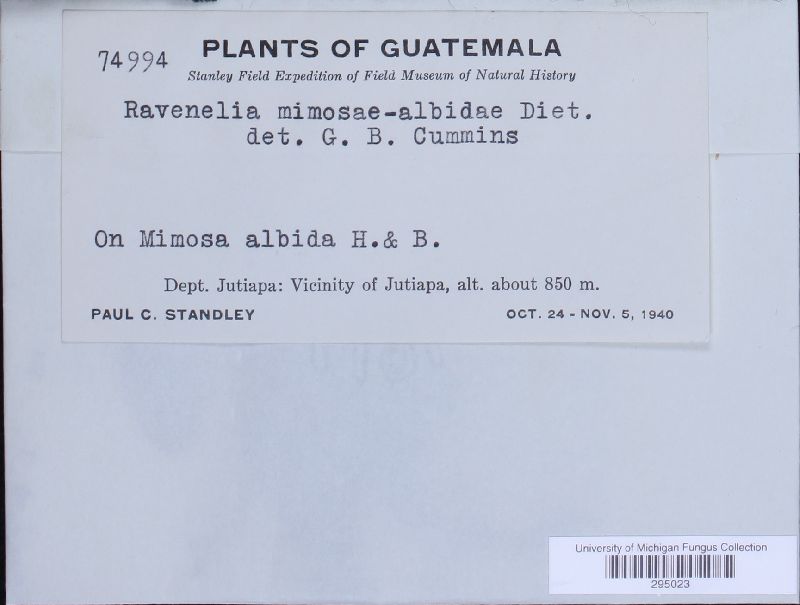 74994
PLANTS OF GUATEMALA
Stanley Field Expedition of Field Museum of Natural History
Ravenelia mimosae-albidae Diet.
det. G. B. Cummins
On Mimosa albida H.& B.
Dept. Jutiapa: Vicinity of Jutiapa, alt. about 850 m.
PAUL C. STANDLEY OCT. 24 - NOV. 5, 1940
University of Michigan Fungus Collection
295023